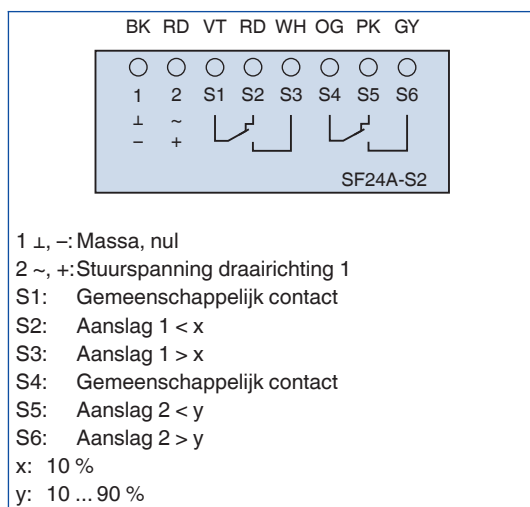 BK RD VT RD WH OG PK GY
1 2 S1 S2 S3 S4 S5 S6
⊥ ~
– +
SF24A-S2
1 ⊥, –: Massa, nul
2 ~, +: Stuurspanning draairichting 1
S1: Gemeenschappelijk contact
S2: Aanslag 1 < x
S3: Aanslag 1 > x
S4: Gemeenschappelijk contact
S5: Aanslag 2 < y
S6: Aanslag 2 > y
x: 10 %
y: 10 ... 90 %